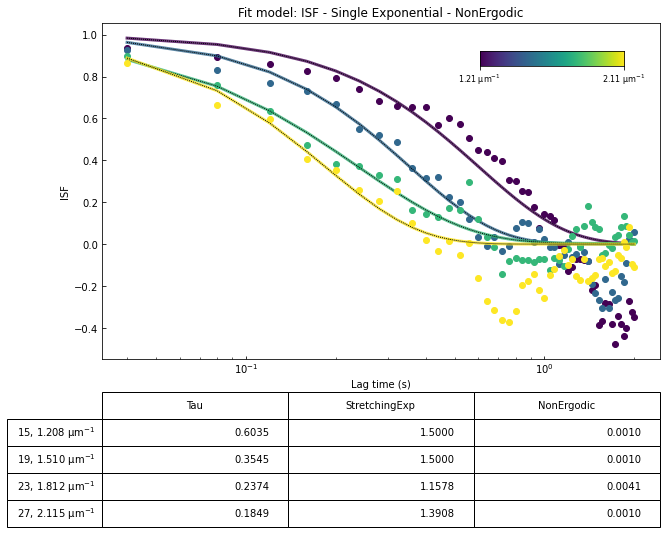 Fit model: ISF - Single Exponential - NonErgodic
1.0
0.8
0.6
0.4
0.2
0.0
−0.2
−0.4
ISF
1.21 μm⁻¹ 2.11 μm⁻¹
10⁻¹ 10⁰
Lag time (s)
Tau StretchingExp NonErgodic
15, 1.208 μm⁻¹ 0.6035 1.5000 0.0010
19, 1.510 μm⁻¹ 0.3545 1.5000 0.0010
23, 1.812 μm⁻¹ 0.2374 1.1578 0.0041
27, 2.115 μm⁻¹ 0.1849 1.3908 0.0010